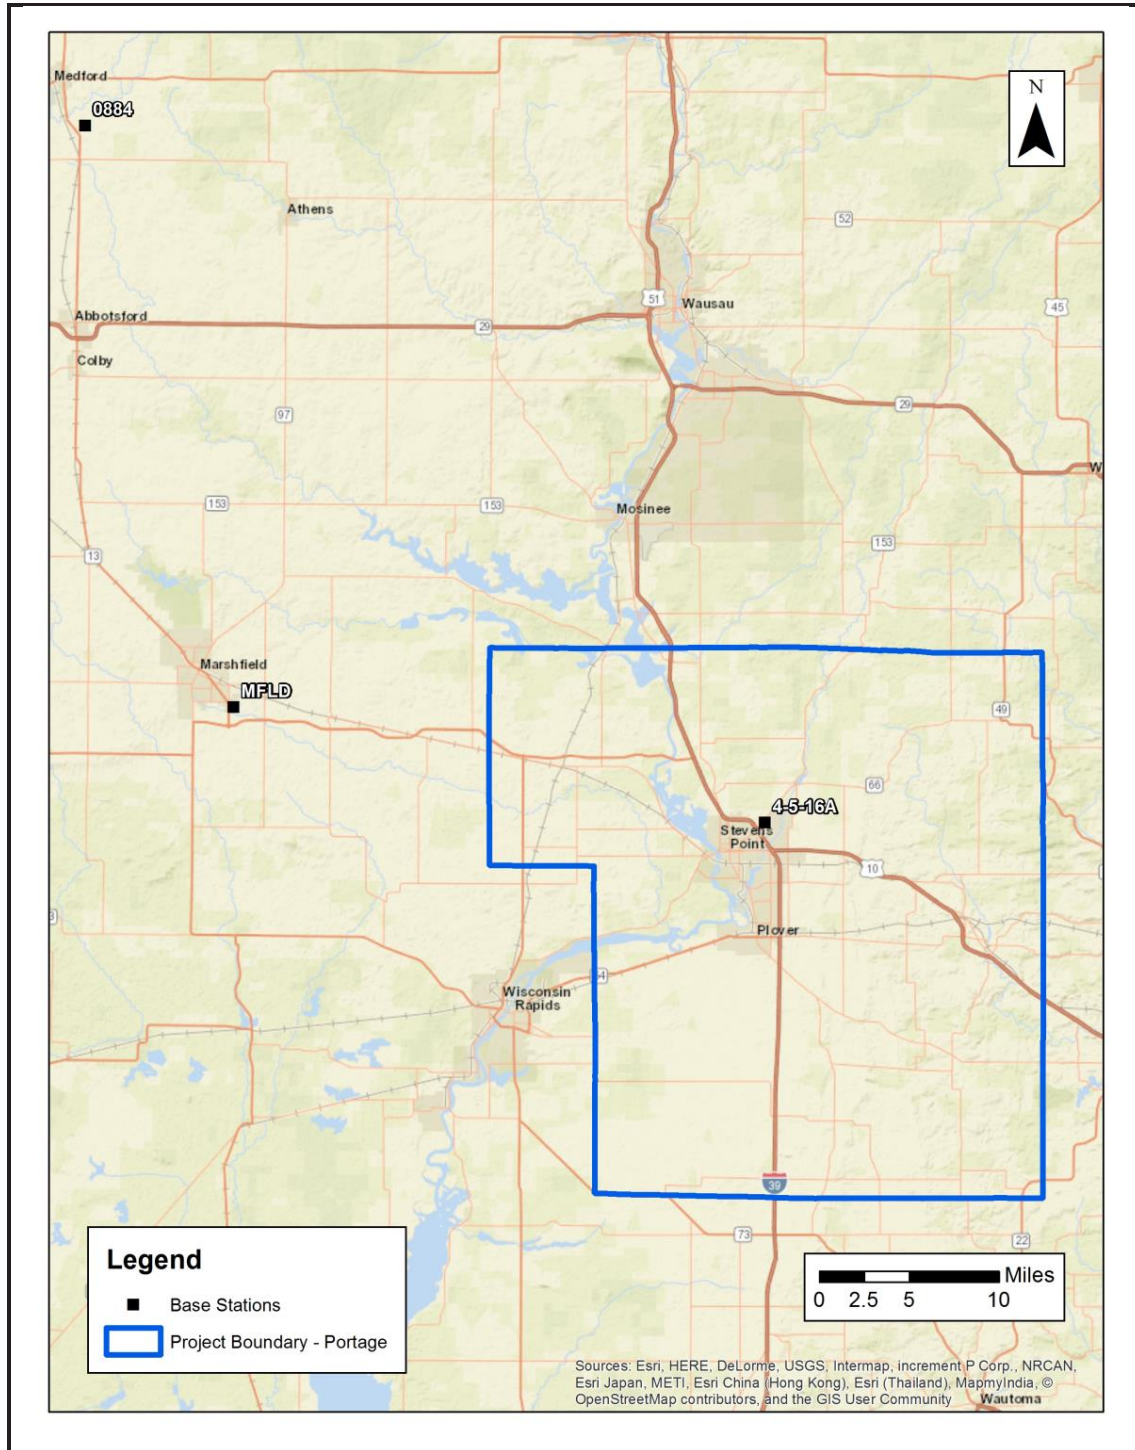 Medford
0884
N
Athens
52
51
Wausau
45
Abbotsford
29
Colby
29
97
W
153
153
Mosinee
153
13
Marshfield
MFLD
49
66
4-5-16A
Stevens
Point
10
3
Plover
Wisconsin
Rapids
39
73
22
Legend
Base Stations
Project Boundary - Portage
Miles
0 2.5 5 10
Sources: Esri, HERE, DeLorme, USGS, Intermap, increment P Corp., NRCAN,
Esri Japan, METI, Esri China (Hong Kong), Esri (Thailand), MapmyIndia, ©
OpenStreetMap contributors, and the GIS User Community
Wautoma